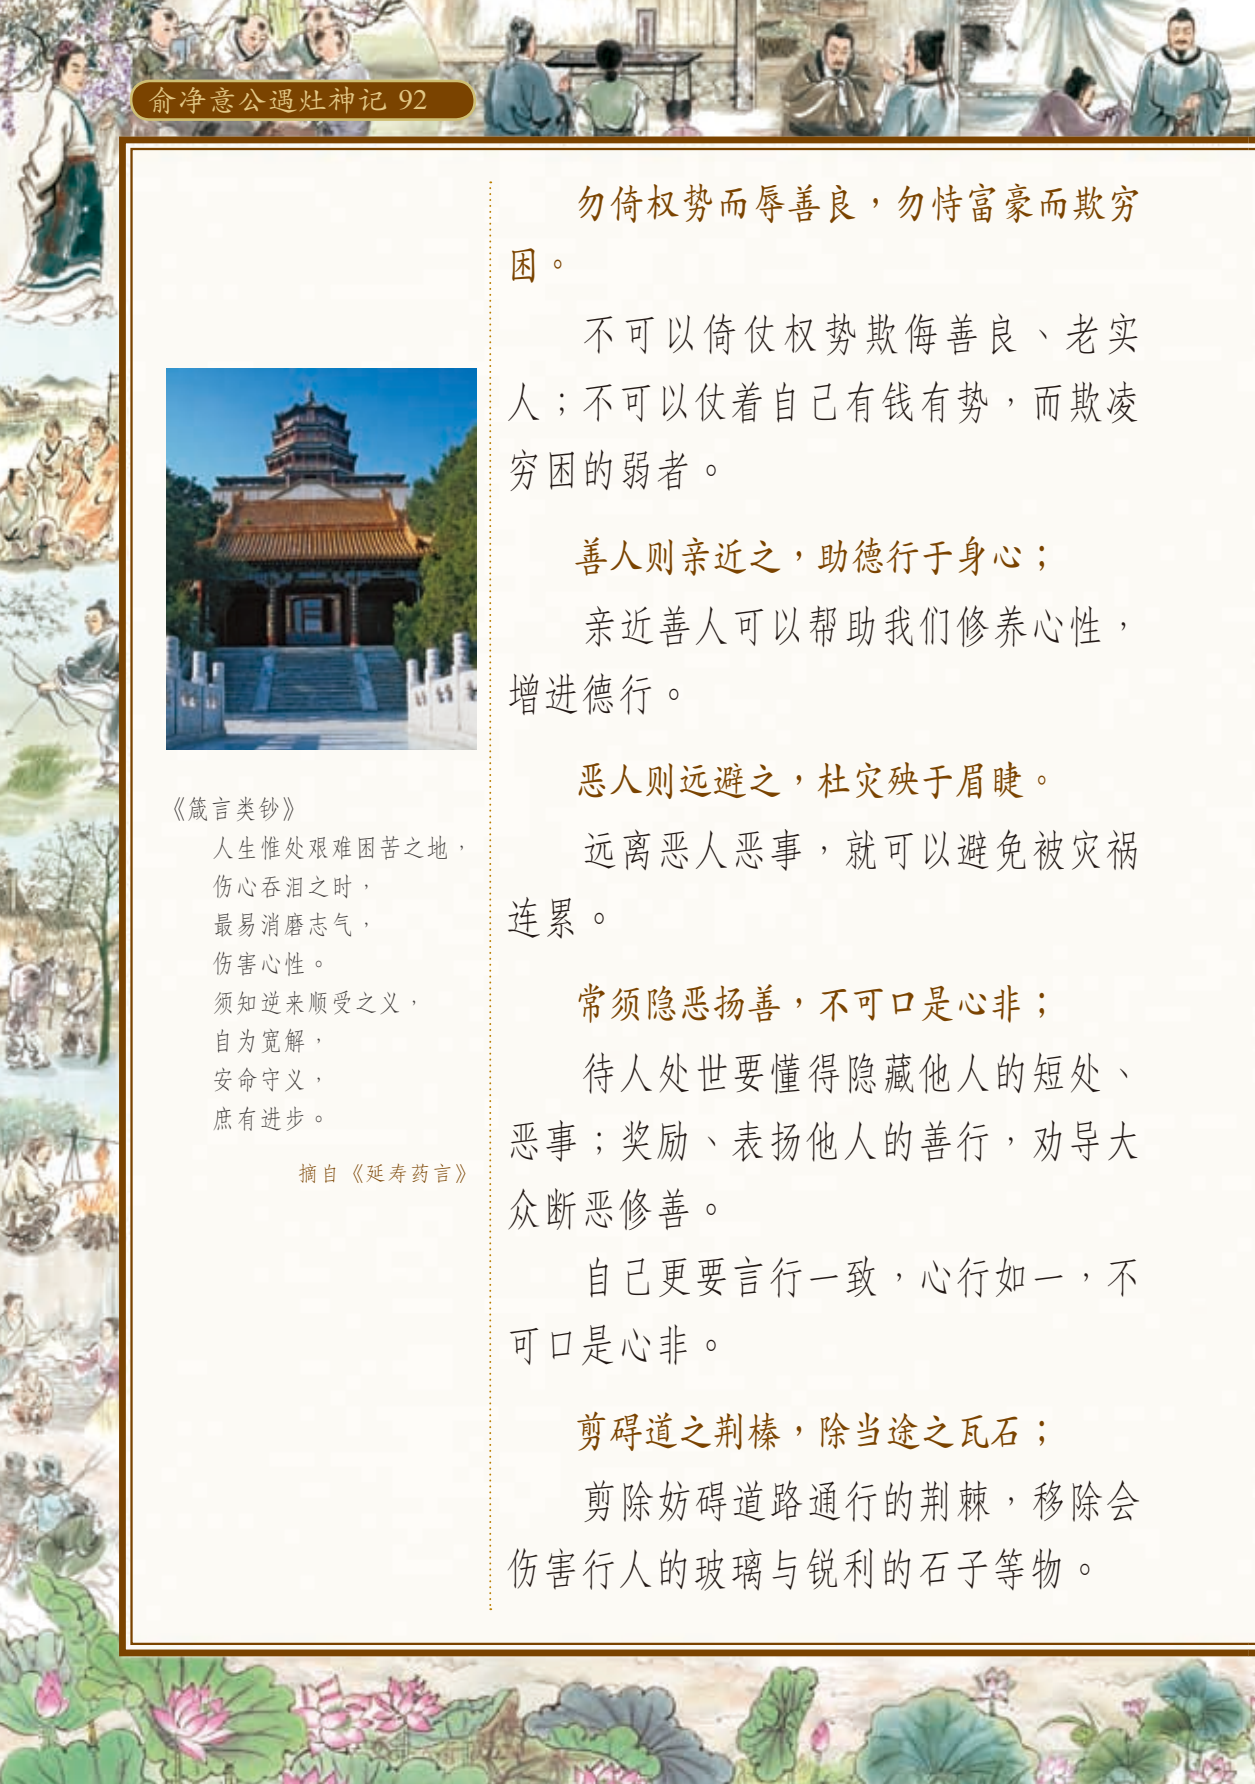 俞净意公遇灶神记 92
勿倚权势而辱善良，勿恃富豪而欺穷
困。
不可以倚仗权势欺侮善良、老实
人；不可以仗着自己有钱有势，而欺凌
穷困的弱者。
善人则亲近之，助德行于身心；
亲近善人可以帮助我们修养心性，
增进德行。
恶人则远避之，杜灾殃于眉睫。
远离恶人恶事，就可以避免被灾祸
连累。
常须隐恶扬善，不可口是心非；
待人处世要懂得隐藏他人的短处、
恶事；奖励、表扬他人的善行，劝导大
众断恶修善。
自己更要言行一致，心行如一，不
可口是心非。
剪碍道之荆榛，除当途之瓦石；
剪除妨碍道路通行的荆棘，移除会
伤害行人的玻璃与锐利的石子等物。
《箴言类钞》
人生惟处艰难困苦之地，
伤心吞泪之时，
最易消磨志气，
伤害心性。
须知逆来顺受之义，
自为宽解，
安命守义，
庶有进步。
摘自《延寿药言》